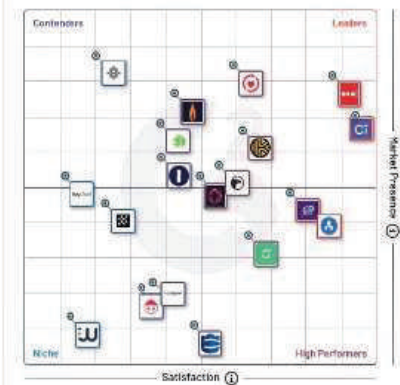 Contenders
Leaders
Market Presence
Niche
High Performers
Satisfaction